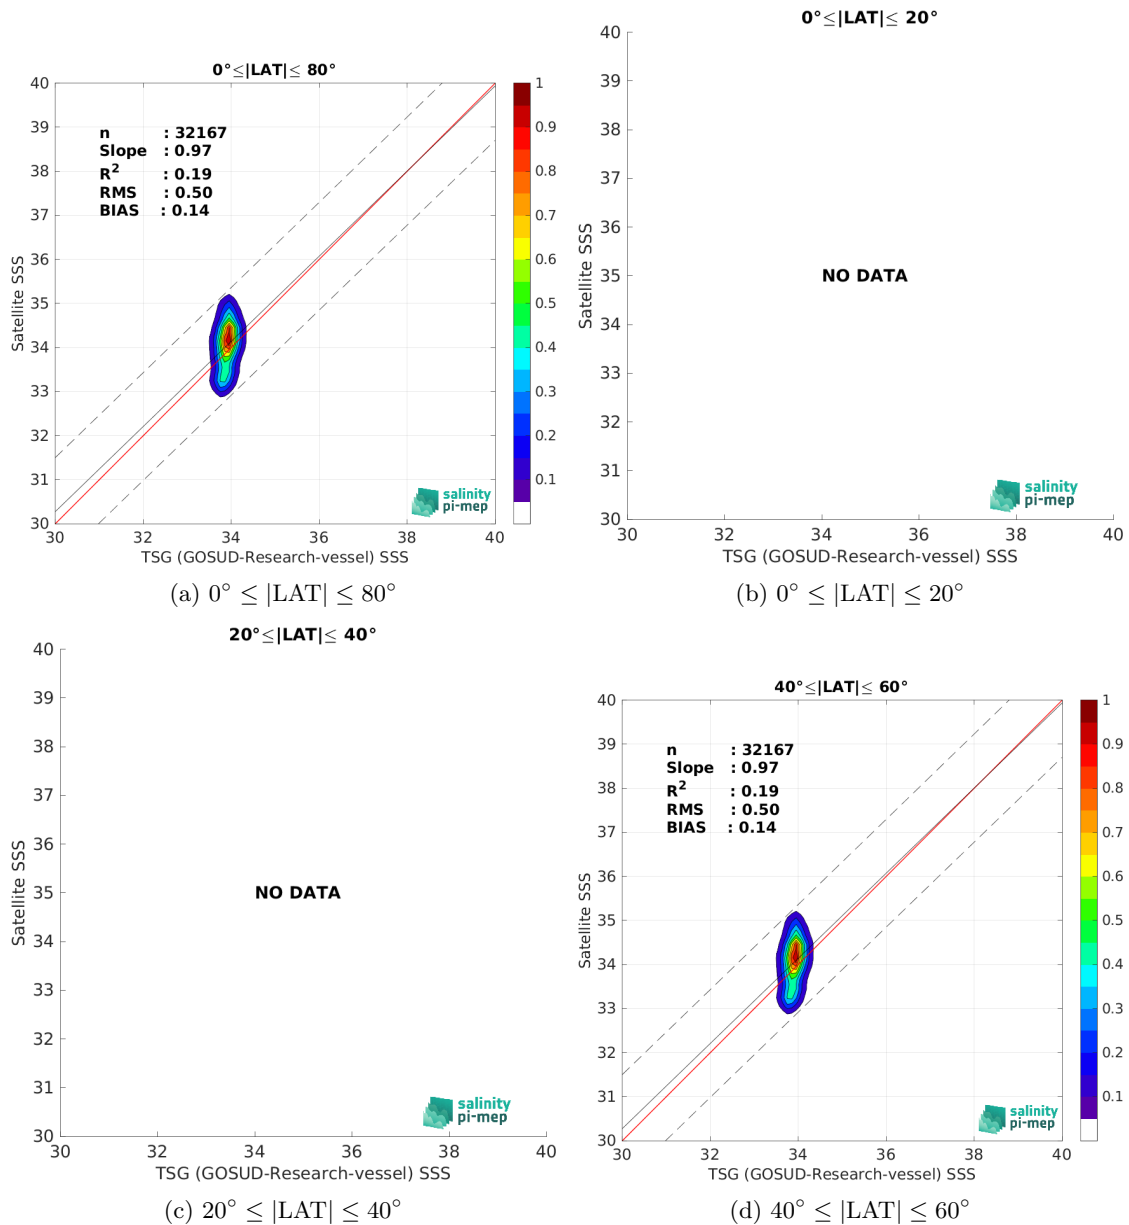 0°≤|LAT|≤ 80°
40
39
38
37
36
35
34
33
32
31
30
n : 32167
Slope : 0.97
R² : 0.19
RMS : 0.50
BIAS : 0.14
Satellite SSS
salinity
pi-mep
30 32 34 36 38 40
TSG (GOSUD-Research-vessel) SSS
1
0.9
0.8
0.7
0.6
0.5
0.4
0.3
0.2
0.1
(a) 0° ≤ |LAT| ≤ 80°
0°≤|LAT|≤ 20°
40
39
38
37
36
35
34
33
32
31
30
Satellite SSS
NO DATA
salinity
pi-mep
30 32 34 36 38 40
TSG (GOSUD-Research-vessel) SSS
(b) 0° ≤ |LAT| ≤ 20°
20°≤|LAT|≤ 40°
40
39
38
37
36
35
34
33
32
31
30
Satellite SSS
NO DATA
salinity
pi-mep
30 32 34 36 38 40
TSG (GOSUD-Research-vessel) SSS
(c) 20° ≤ |LAT| ≤ 40°
40°≤|LAT|≤ 60°
40
39
38
37
36
35
34
33
32
31
30
n : 32167
Slope : 0.97
R² : 0.19
RMS : 0.50
BIAS : 0.14
Satellite SSS
salinity
pi-mep
30 32 34 36 38 40
TSG (GOSUD-Research-vessel) SSS
1
0.9
0.8
0.7
0.6
0.5
0.4
0.3
0.2
0.1
(d) 40° ≤ |LAT| ≤ 60°